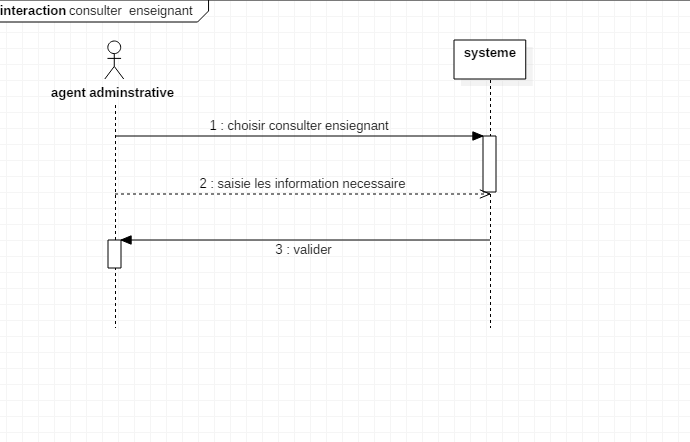 interaction consulter enseignant
agent adminstrative
systeme
1 : choisir consulter ensiegnant
2 : saisie les information necessaire
3 : valider